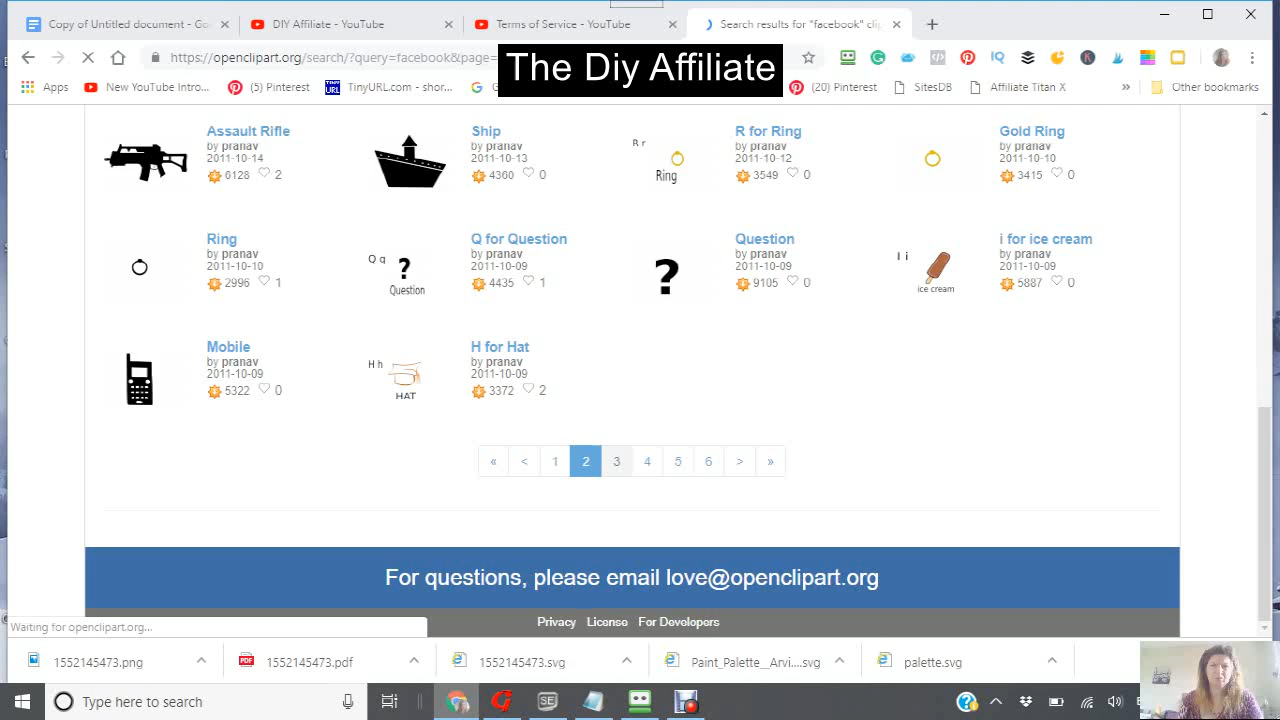 Copy of Untitled document - Go
DIY Affiliate - YouTube
Terms of Service - YouTube
Search results for "facebook" cli
https://openclipart.org/search/?query=facebook&page=
The Diy Affiliate
Apps
New YouTube Intro...
(5) Pinterest
TinyURL.com - shor...
(20) Pinterest
SitesDB
Affiliate Titan X
Other bookmarks
Assault Rifle
by pranav
2011-10-14
6128 2
Ship
by pranav
2011-10-13
4360 0
R r
Ring
R for Ring
by pranav
2011-10-12
3549 0
Gold Ring
by pranav
2011-10-10
3415 0
Ring
by pranav
2011-10-10
2996 1
Q q
?
Question
Q for Question
by pranav
2011-10-09
4435 1
?
Question
by pranav
2011-10-09
9105 0
I i
ice cream
i for ice cream
by pranav
2011-10-09
5887 0
Mobile
by pranav
2011-10-09
5322 0
H h
HAT
H for Hat
by pranav
2011-10-09
3372 2
« < 1 2 3 4 5 6 > »
For questions, please email love@openclipart.org
Privacy License For Developers
Waiting for openclipart.org...
1552145473.png
1552145473.pdf
1552145473.svg
Paint_Palette__Arvi....svg
palette.svg
Type here to search